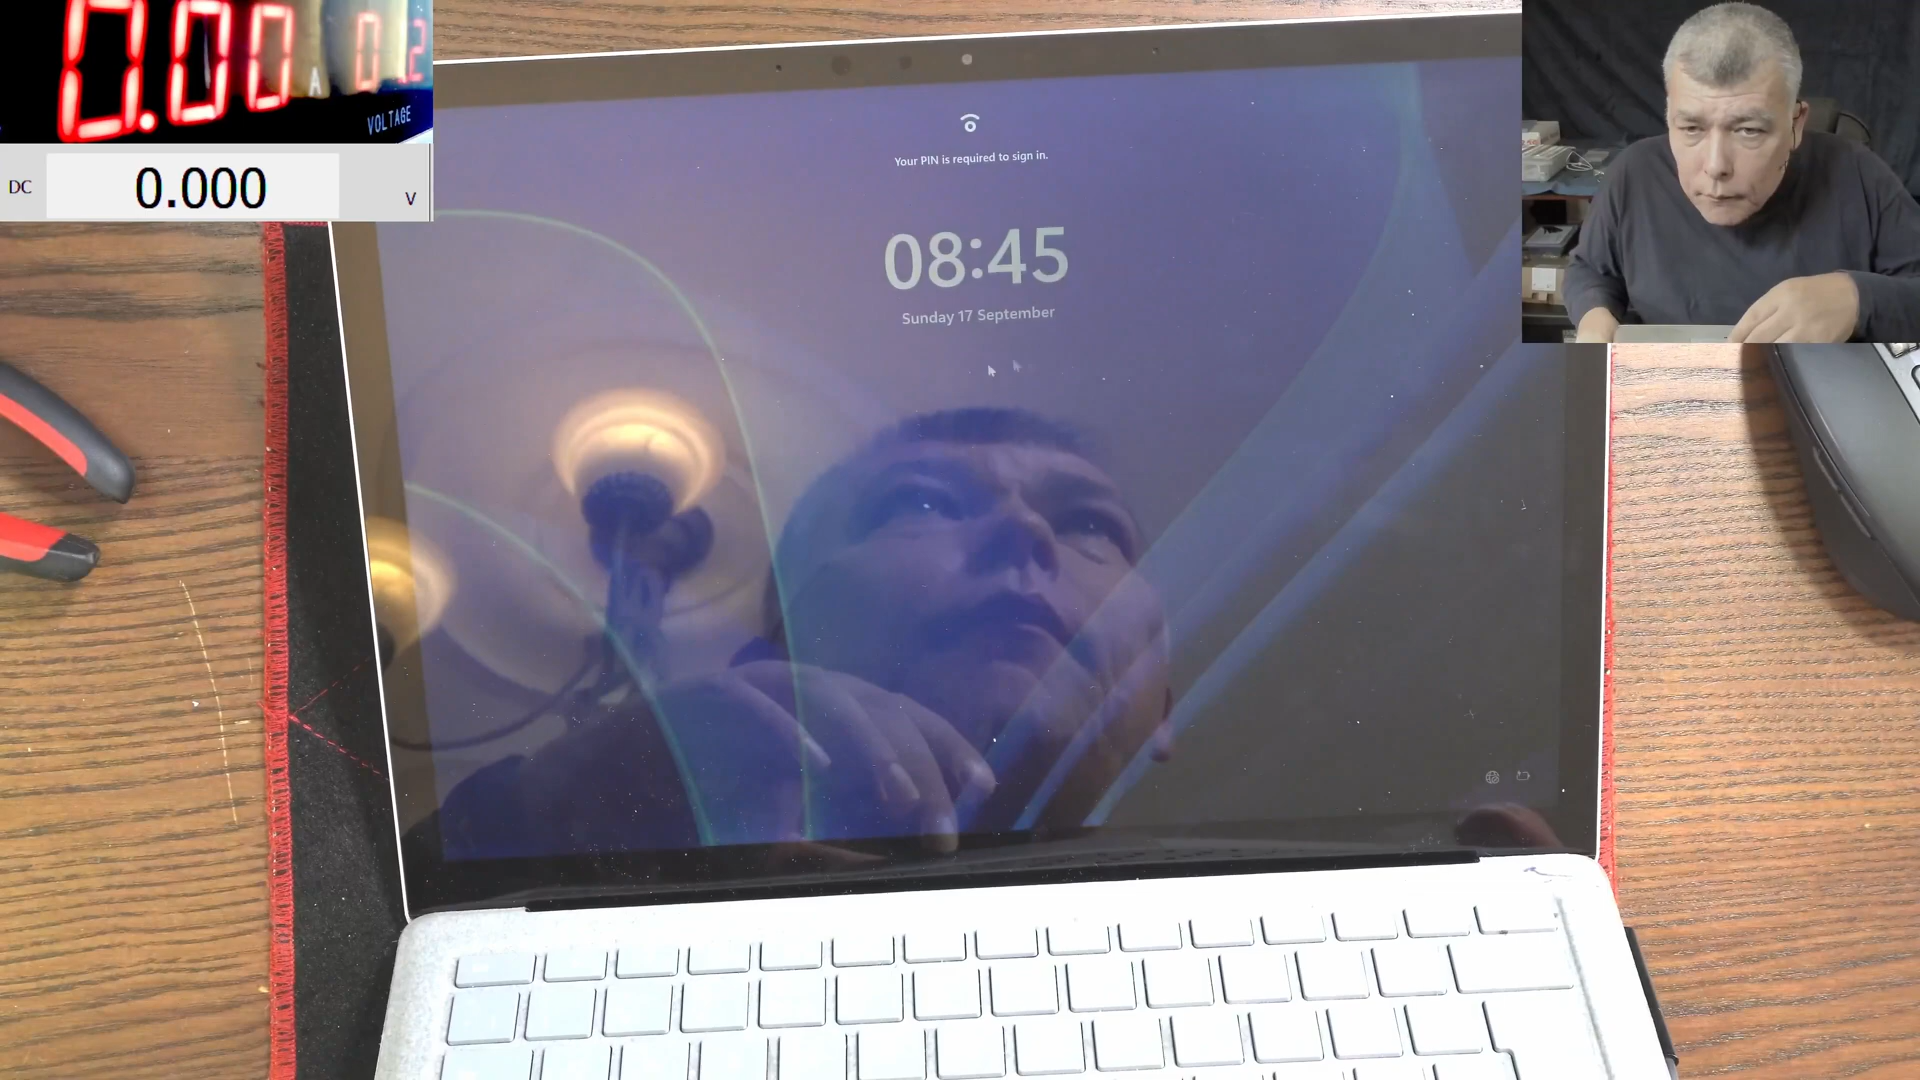 0.00 A
VOLTAGE
DC 0.000 V
Your PIN is required to sign in.
08:45
Sunday 17 September